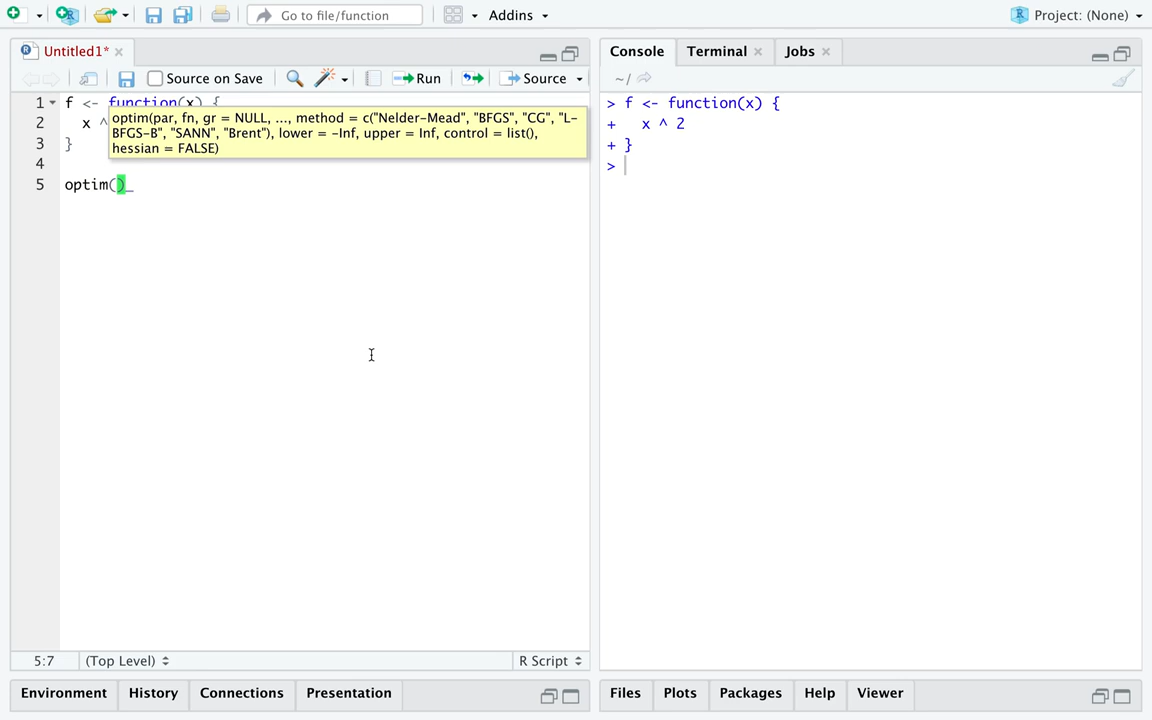 Go to file/function
Addins
Project: (None)
Untitled1*
Source on Save
Run
Source
1 f <- function(x) {
2 x ^
3 }
4
5 optim()
optim(par, fn, gr = NULL, ..., method = c("Nelder-Mead", "BFGS", "CG", "L-
BFGS-B", "SANN", "Brent"), lower = -Inf, upper = Inf, control = list(),
hessian = FALSE)
5:7 (Top Level) R Script
Environment History Connections Presentation
Console Terminal Jobs
~/
> f <- function(x) {
+ x ^ 2
+ }
>
Files Plots Packages Help Viewer